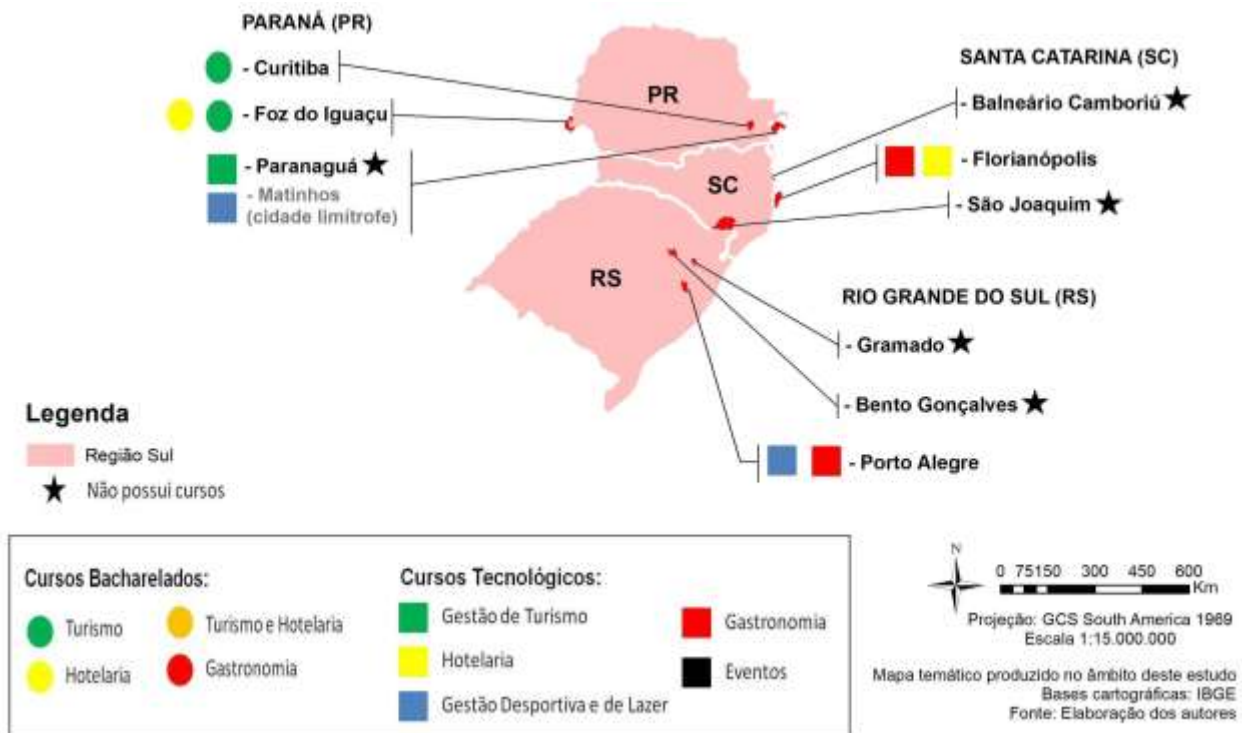 PARANÁ (PR)
- Curitiba
- Foz do Iguaçu
- Paranaguá
- Matinhos
(cidade limítrofe)
PR
SC
RS
SANTA CATARINA (SC)
- Balneário Camboriú
- Florianópolis
- São Joaquim
RIO GRANDE DO SUL (RS)
- Gramado
- Bento Gonçalves
- Porto Alegre
Legenda
Região Sul
Não possui cursos
Cursos Bacharelados:
Turismo
Turismo e Hotelaria
Hotelaria
Gastronomia
Cursos Tecnológicos:
Gestão de Turismo
Gastronomia
Hotelaria
Eventos
Gestão Desportiva e de Lazer
N
0 75150 300 450 600
Km
Projeção: GCS South America 1969
Escala 1:15.000.000
Mapa temático produzido no âmbito deste estudo
Bases cartográficas: IBGE
Fonte: Elaboração dos autores